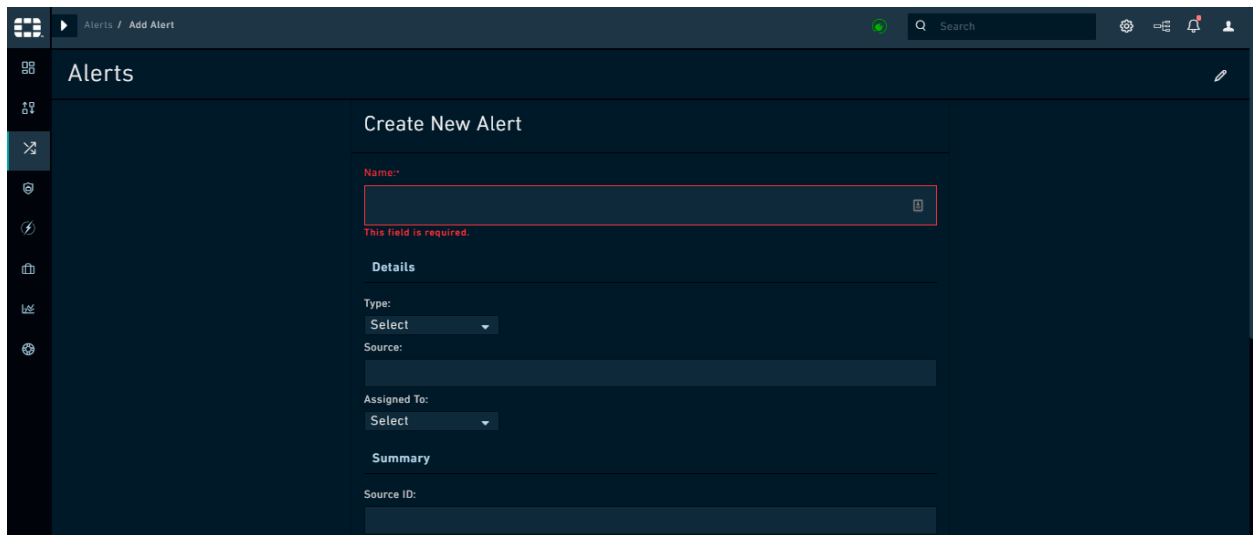 Alerts / Add Alert
Search
Alerts
Create New Alert
Name:*
This field is required.
Details
Type:
Select
Source:
Assigned To:
Select
Summary
Source ID: